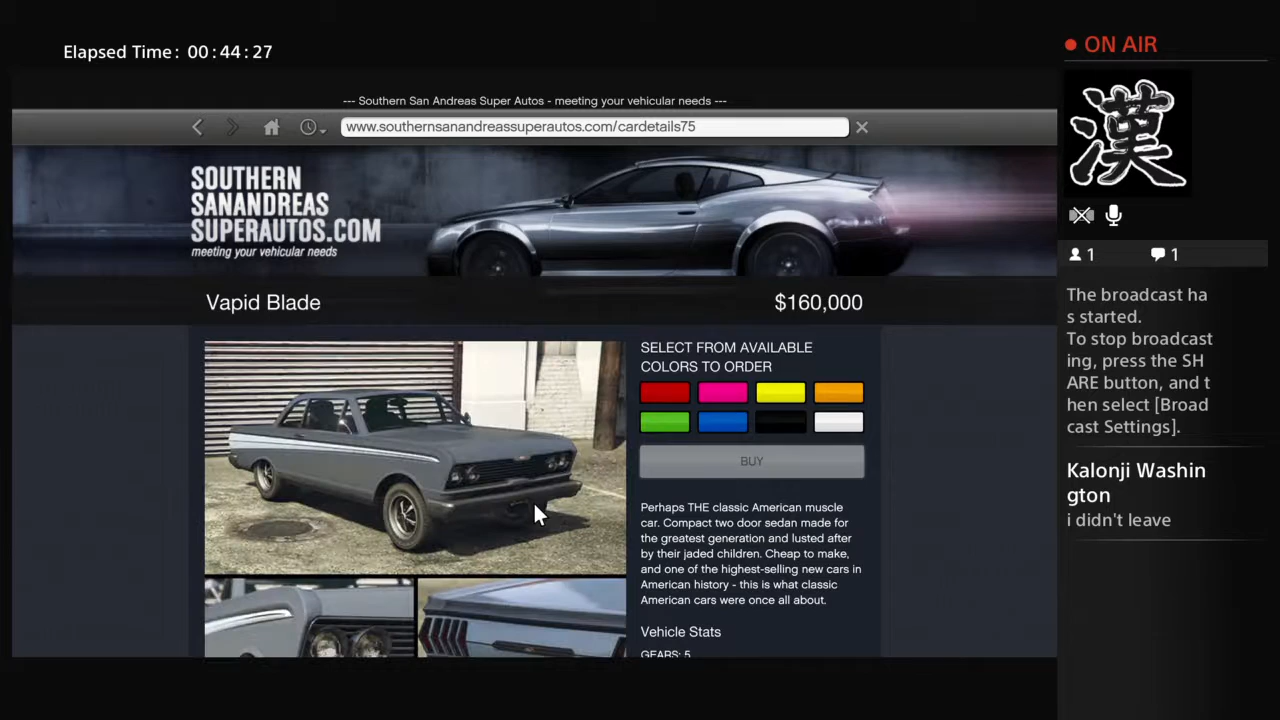 Elapsed Time: 00:44:27
ON AIR
--- Southern San Andreas Super Autos - meeting your vehicular needs ---
www.southernsanandreassuperautos.com/cardetails75
SOUTHERN
SANANDREAS
SUPERAUTOS.COM
meeting your vehicular needs
漢
1
1
Vapid Blade
$160,000
SELECT FROM AVAILABLE
COLORS TO ORDER
BUY
Perhaps THE classic American muscle
car. Compact two door sedan made for
the greatest generation and lusted after
by their jaded children. Cheap to make,
and one of the highest-selling new cars in
American history - this is what classic
American cars were once all about.
Vehicle Stats
GEARS: 5
The broadcast ha
s started.
To stop broadcast
ing, press the SH
ARE button, and t
hen select [Broad
cast Settings].
Kalonji Washin
gton
i didn't leave